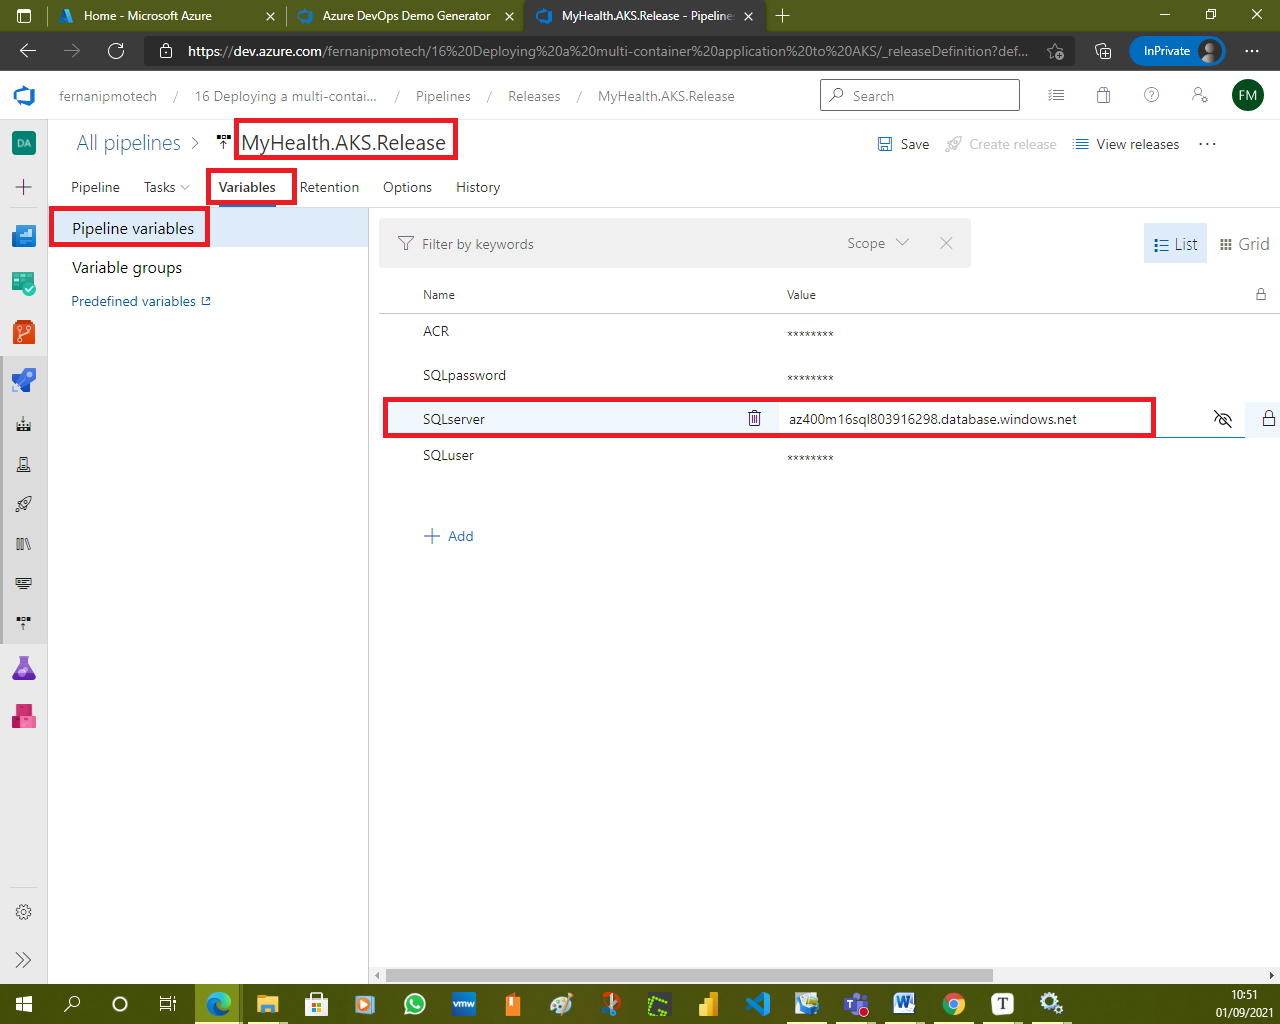 Home - Microsoft Azure
Azure DevOps Demo Generator
MyHealth.AKS.Release - Pipelines
https://dev.azure.com/fernanipmotech/16%20Deploying%20a%20multi-container%20application%20to%20AKS/_releaseDefinition?def...
InPrivate
fernanipmotech / 16 Deploying a multi-contai... / Pipelines / Releases / MyHealth.AKS.Release
Search
FM
DA
All pipelines > MyHealth.AKS.Release
Save
Create release
View releases
...
Pipeline
Tasks
Variables
Retention
Options
History
Pipeline variables
Variable groups
Predefined variables
Filter by keywords
Scope
List
Grid
Name
Value
ACR
********
SQLpassword
********
SQLserver
az400m16sql803916298.database.windows.net
SQLuser
********
+ Add
vmw
T
10:51
01/09/2021